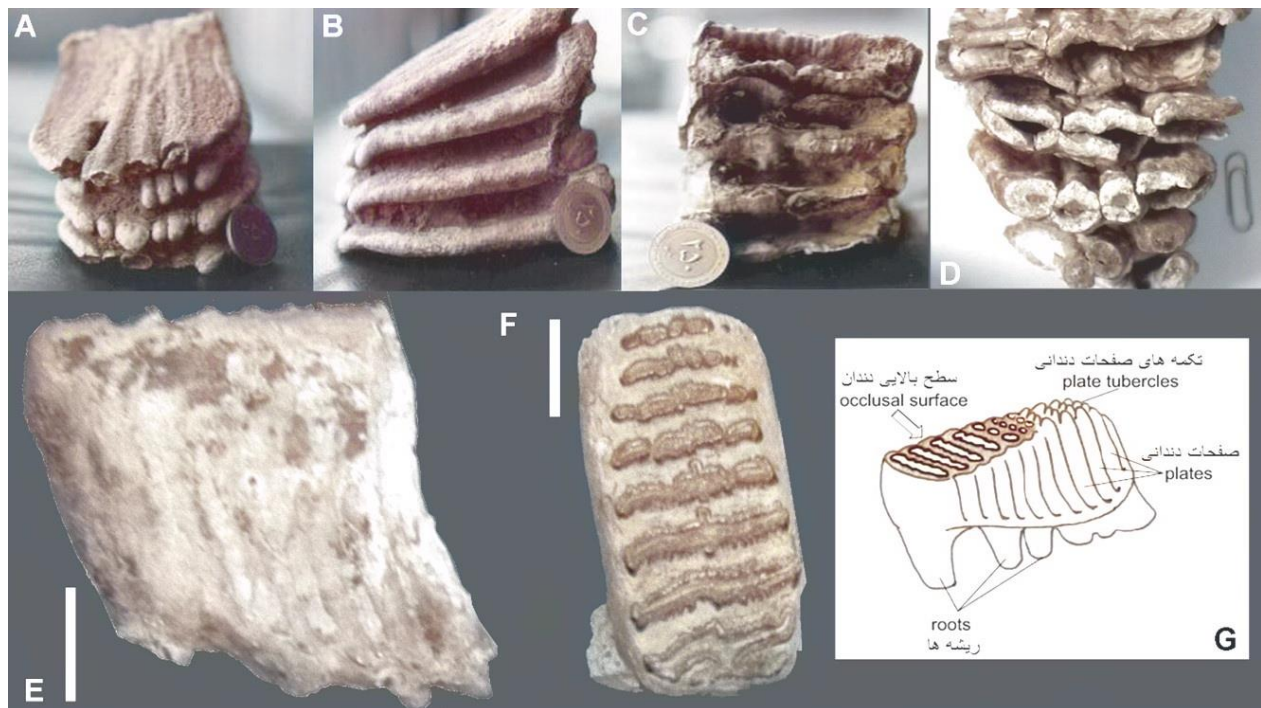 A
B
C
D
E
F
تکمه های صفحات دندانی
plate tubercles
سطح بالایی دندان
occlusal surface
صفحات دندانی
plates
roots
ریشه ها
G